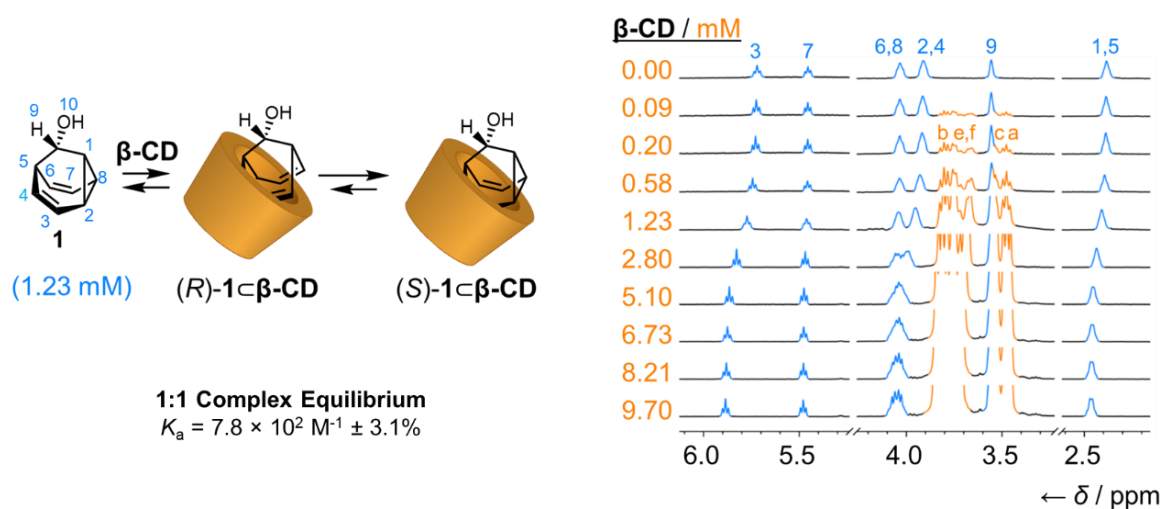 10
OH
9
H
1
5
6
7
8
4
3
2
1
(1.23 mM)
β-CD
H
OH
(R)-1⊂β-CD
H
OH
(S)-1⊂β-CD
1:1 Complex Equilibrium
Ka = 7.8 × 10² M⁻¹ ± 3.1%
β-CD / mM
3 7 6,8 2,4 9 1,5
0.00
0.09
b e,f c a
0.20
0.58
1.23
2.80
5.10
6.73
8.21
9.70
6.0 5.5 4.0 3.5 2.5
← δ / ppm